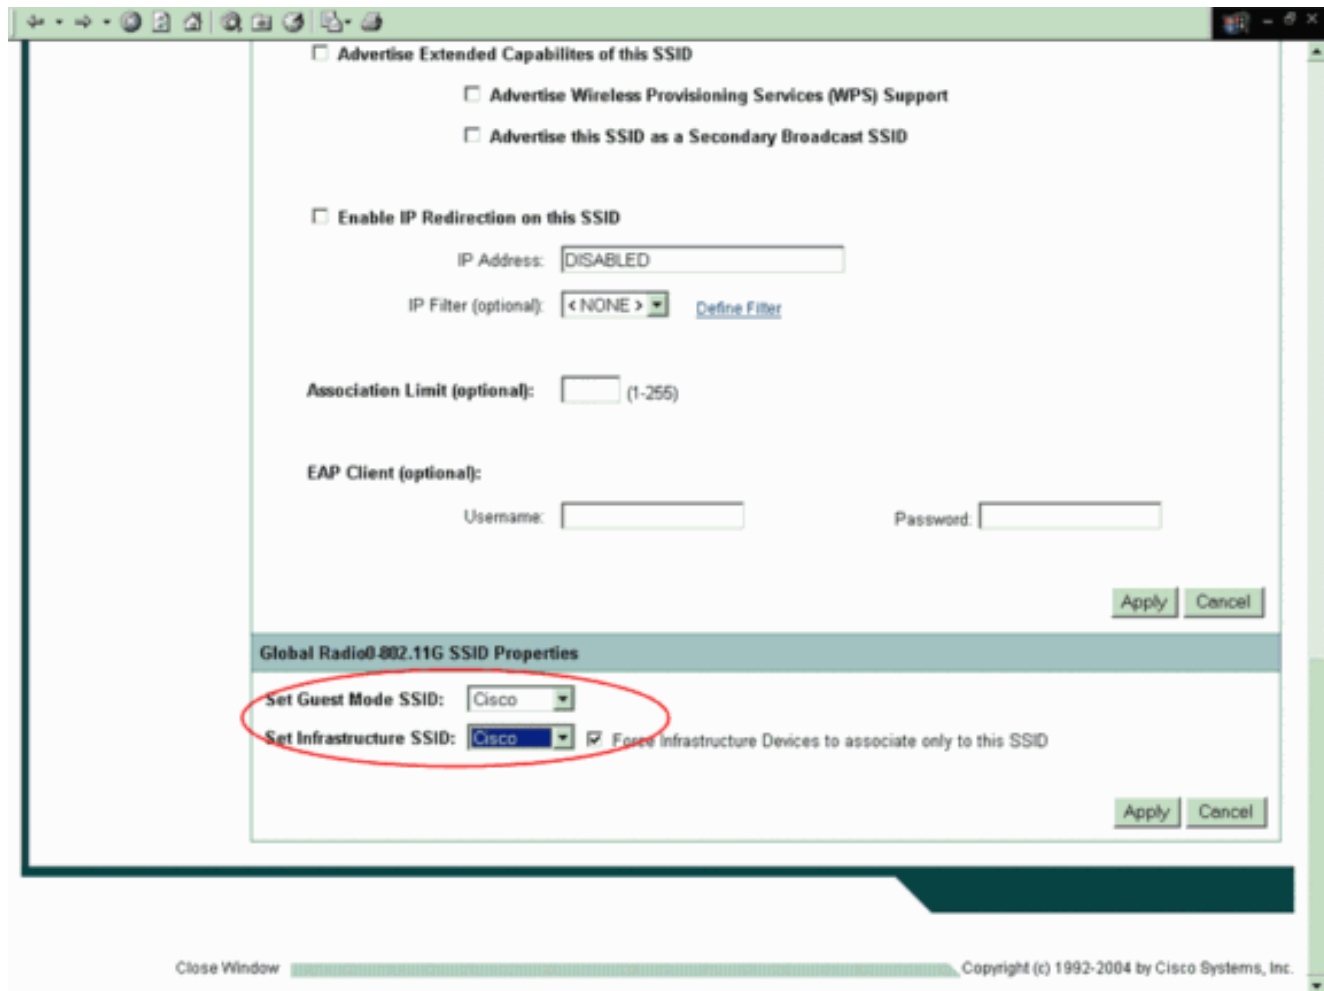 Advertise Extended Capabilites of this SSID
Advertise Wireless Provisioning Services (WPS) Support
Advertise this SSID as a Secondary Broadcast SSID
Enable IP Redirection on this SSID
IP Address: DISABLED
IP Filter (optional): < NONE > Define Filter
Association Limit (optional): (1-255)
EAP Client (optional):
Username: Password:
Apply Cancel
Global Radio0-802.11G SSID Properties
Set Guest Mode SSID: Cisco
Set Infrastructure SSID: Cisco Force Infrastructure Devices to associate only to this SSID
Apply Cancel
Close Window Copyright (c) 1992-2004 by Cisco Systems, Inc.